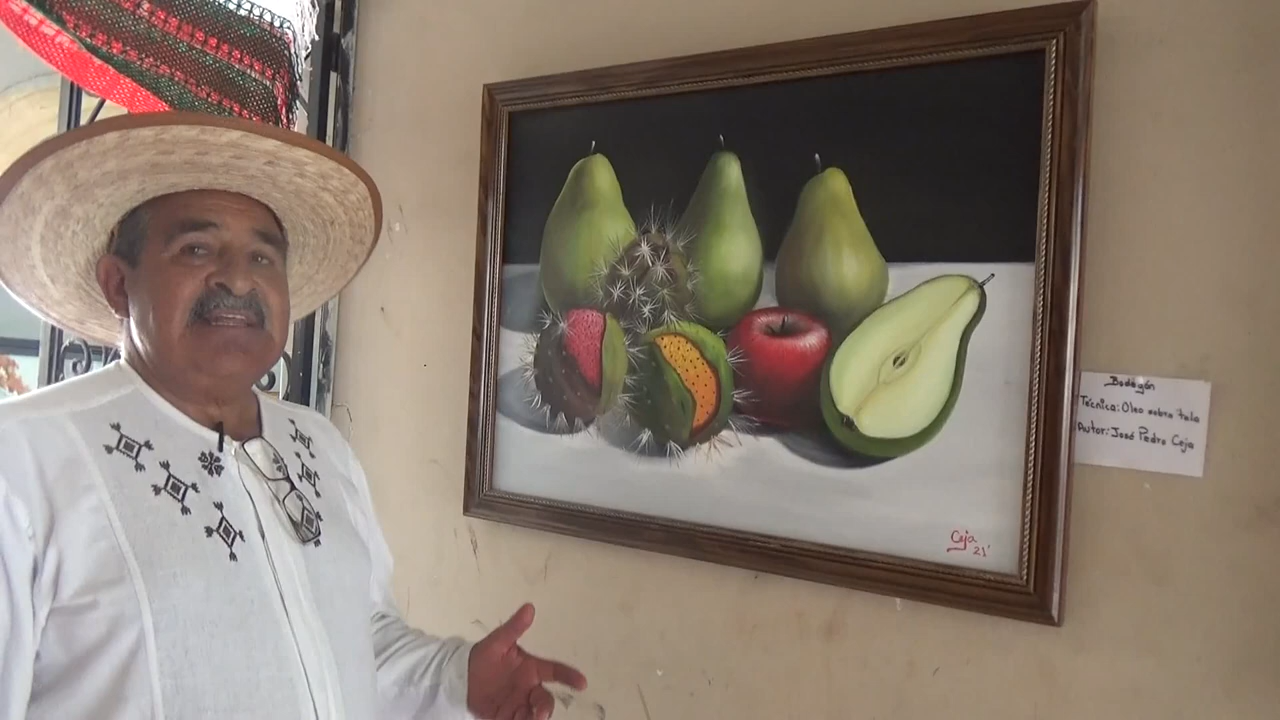 Bodegón
Técnica: Oleo sobre tela
Autor: José Pedro Ceja
Ceja
21'